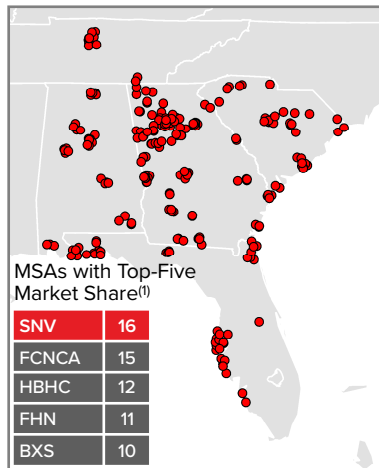 MSAs with Top-Five
Market Share(1)
SNV 16
FCNCA 15
HBHC 12
FHN 11
BXS 10